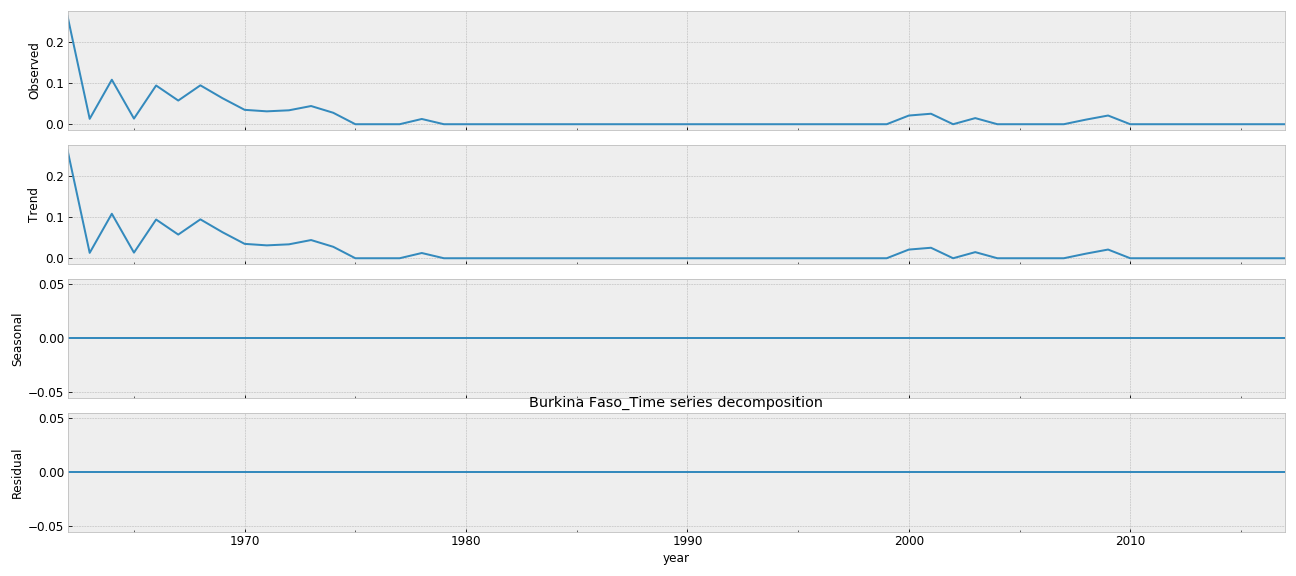 Observed
0.2
0.1
0.0
Trend
0.2
0.1
0.0
Seasonal
0.05
0.00
−0.05
Burkina Faso_Time series decomposition
Residual
0.05
0.00
−0.05
1970 1980 1990 2000 2010
year